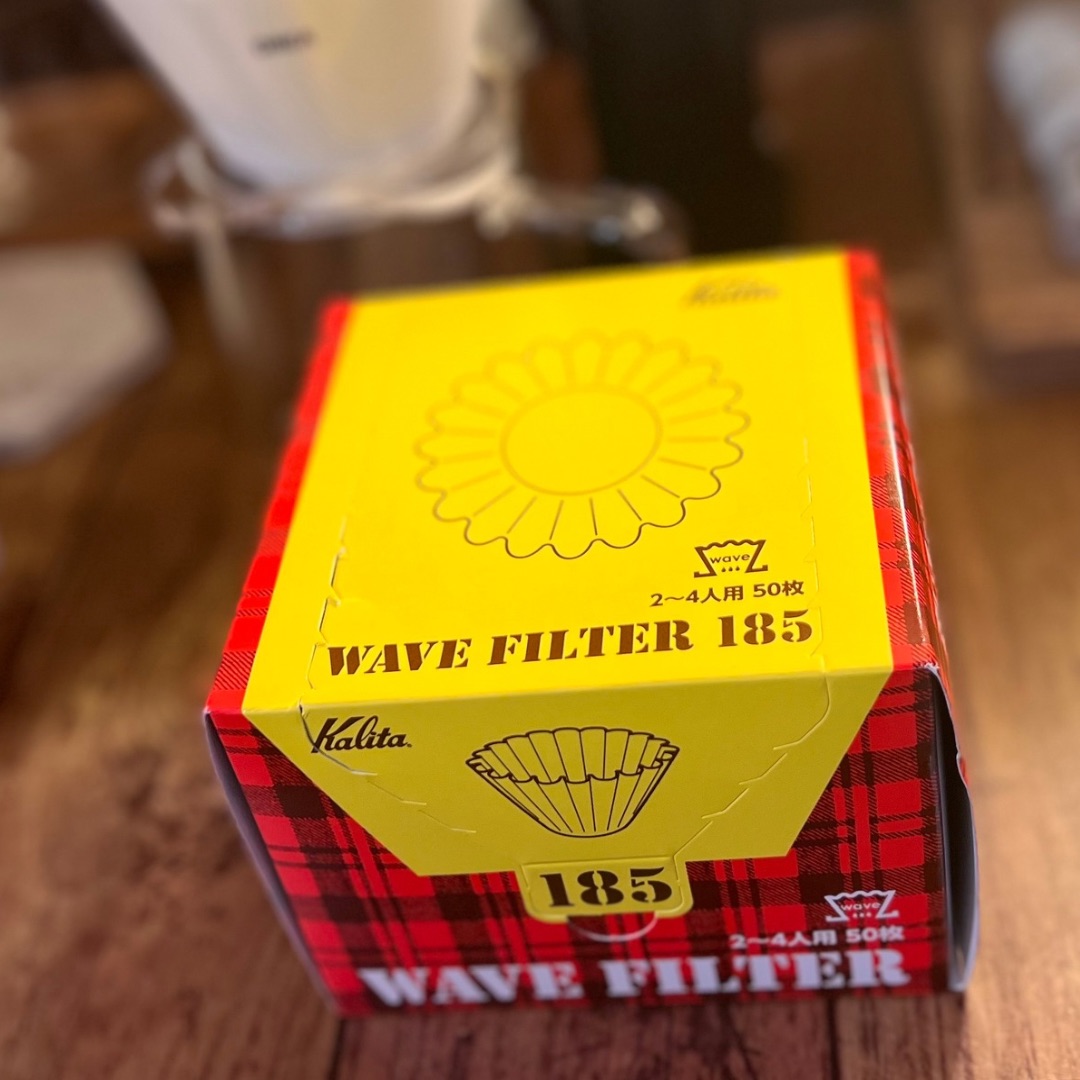 Kalita
wave
2〜4人用 50枚
WAVE FILTER 185
Kalita
185
wave
2〜4人用 50枚
WAVE FILTER